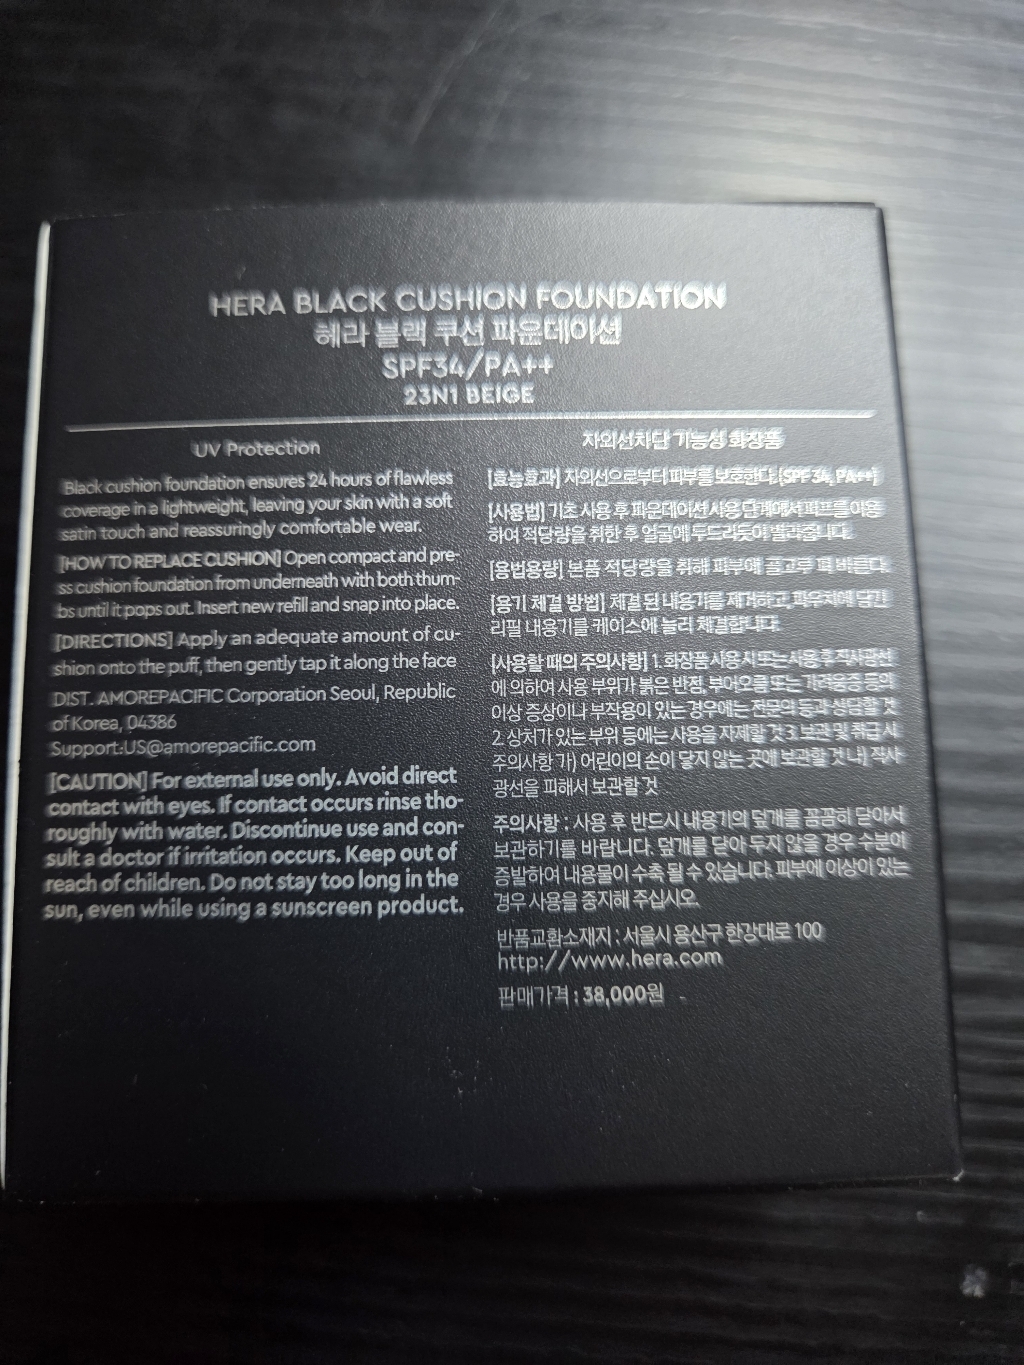 HERA BLACK CUSHION FOUNDATION
헤라 블랙 쿠션 파운데이션
SPF34/PA++
23N1 BEIGE
UV Protection
Black cushion foundation ensures 24 hours of flawless
coverage in a lightweight, leaving your skin with a soft
satin touch and reassuringly comfortable wear.
[HOW TO REPLACE CUSHION] Open compact and pre-
ss cushion foundation from underneath with both thum-
bs until it pops out. Insert new refill and snap into place.
[DIRECTIONS] Apply an adequate amount of cu-
shion onto the puff, then gently tap it along the face
DIST. AMOREPACIFIC Corporation Seoul, Republic
of Korea, 04386
Support:US@amorepacific.com
[CAUTION] For external use only. Avoid direct
contact with eyes. If contact occurs rinse tho-
roughly with water. Discontinue use and con-
sult a doctor if irritation occurs. Keep out of
reach of children. Do not stay too long in the
sun, even while using a sunscreen product.
자외선차단 기능성 화장품
[효능효과] 자외선으로부터 피부를 보호한다. (SPF34, PA++)
[사용법] 기초 사용 후 파운데이션 사용 단계에서 퍼프를 이용
하여 적당량을 취한 후 얼굴에 두드리듯이 발라줍니다.
[용법용량] 본품 적당량을 취해 피부에 골고루 펴 바른다.
[용기 체결 방법] 체결 된 내용기를 제거하고, 파우치에 담긴
리필 내용기를 케이스에 눌러 체결합니다.
[사용할 때의 주의사항] 1. 화장품 사용 시 또는 사용 후 직사광선
에 의하여 사용 부위가 붉은 반점, 부어오름 또는 가려움증 등의
이상 증상이나 부작용이 있는 경우에는 전문의 등과 상담할 것
2. 상처가 있는 부위 등에는 사용을 자제할 것 3. 보관 및 취급 시
주의사항 가) 어린이의 손이 닿지 않는 곳에 보관할 것 나) 직사
광선을 피해서 보관할 것
주의사항 : 사용 후 반드시 내용기의 덮개를 꼼꼼히 닫아서
보관하기를 바랍니다. 덮개를 닫아 두지 않을 경우 수분이
증발하여 내용물이 수축 될 수 있습니다. 피부에 이상이 있는
경우 사용을 중지해 주십시오.
반품교환소재지 : 서울시 용산구 한강대로 100
http://www.hera.com
판매가격 : 38,000원